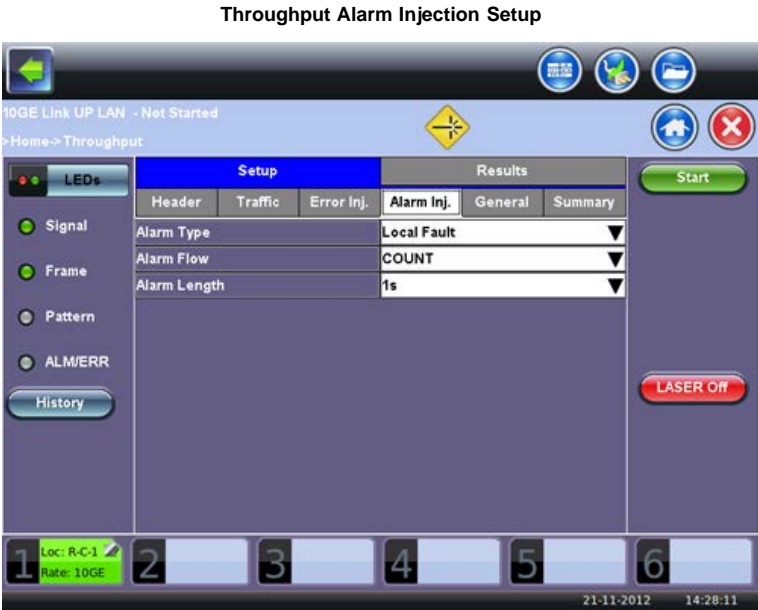 Throughput Alarm Injection Setup
10GE Link UP LAN - Not Started
>Home->Throughput
LEDs
Setup
Results
Start
Header
Traffic
Error Inj.
Alarm Inj.
General
Summary
Signal
Alarm Type
Local Fault
Alarm Flow
COUNT
Frame
Alarm Length
1s
Pattern
ALM/ERR
History
LASER Off
1
Loc: R-C-1
Rate: 10GE
2
3
4
5
6
21-11-2012 14:28:11